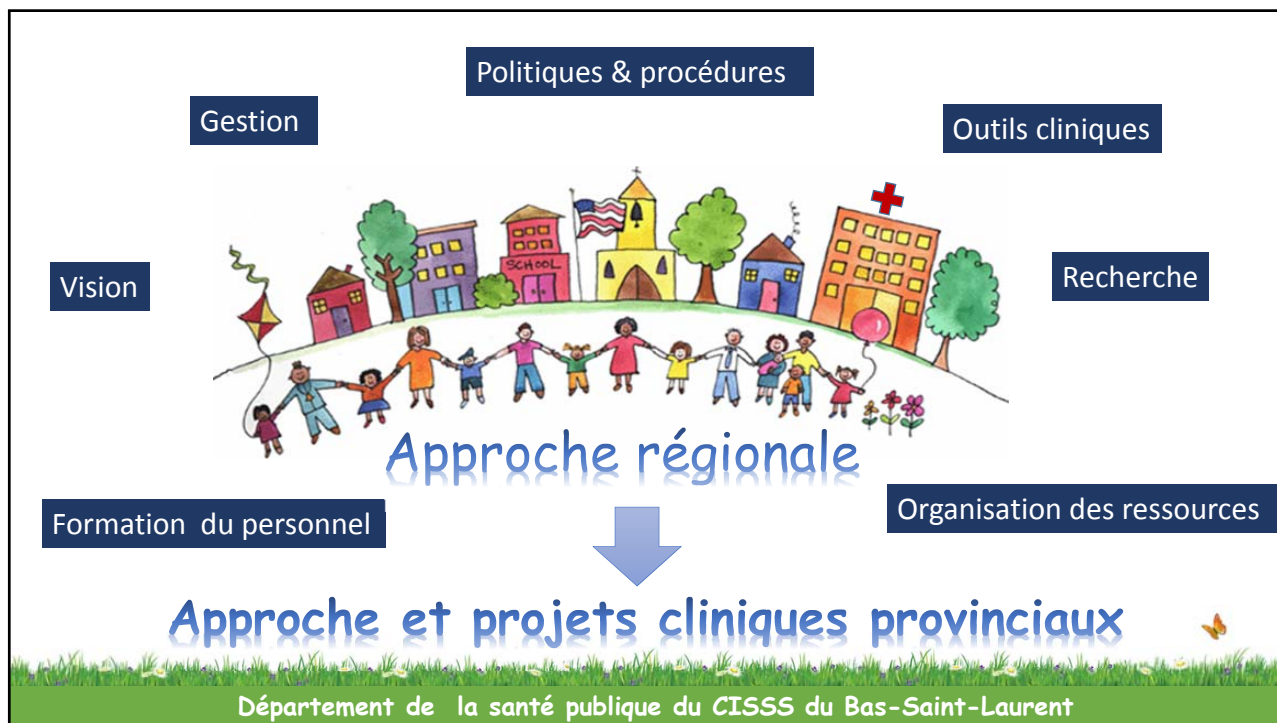 Politiques & procédures
Gestion
Outils cliniques
SCHOOL
Vision
Recherche
Approche régionale
Formation du personnel
Organisation des ressources
Approche et projets cliniques provinciaux
Département de la santé publique du CISSS du Bas-Saint-Laurent